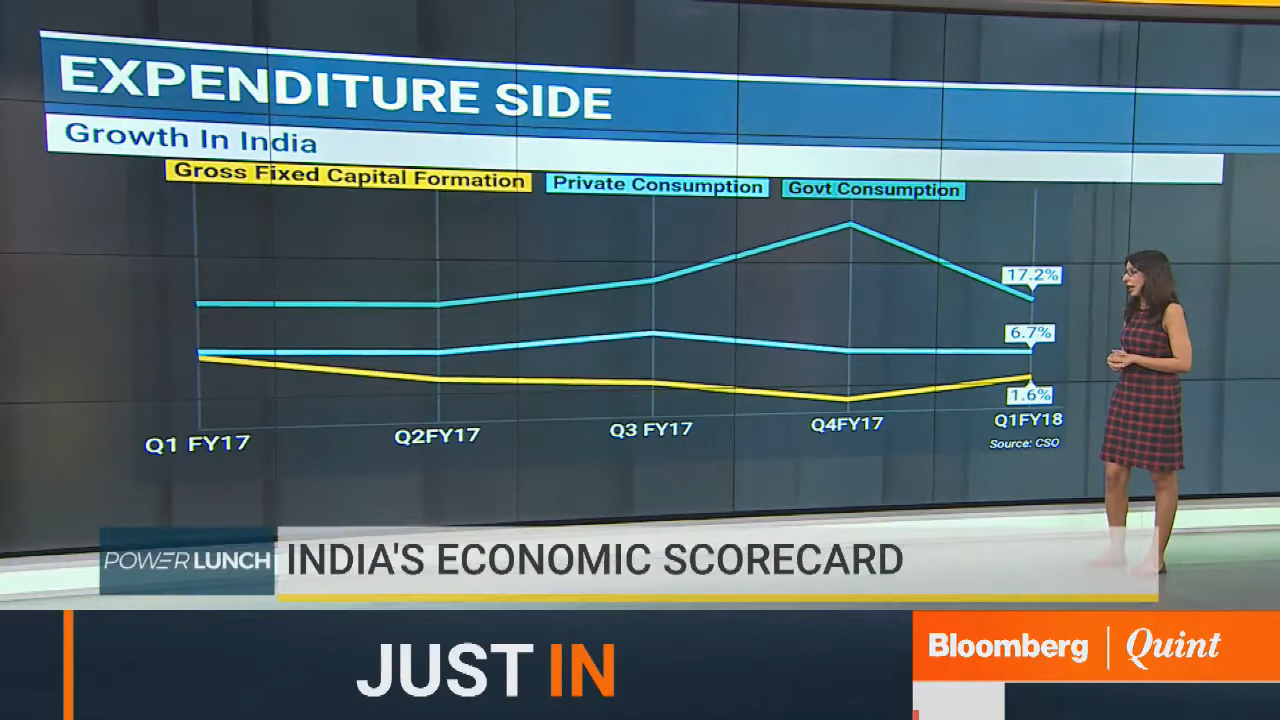 EXPENDITURE SIDE
Growth In India
Gross Fixed Capital Formation
Private Consumption
Govt Consumption
17.2%
6.7%
1.6%
Q1 FY17
Q2FY17
Q3 FY17
Q4FY17
Q1FY18
Source: CSO
POWER LUNCH
INDIA'S ECONOMIC SCORECARD
JUST IN
Bloomberg | Quint